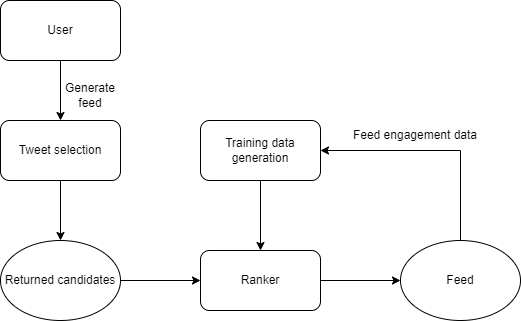 User
Generate
feed
Tweet selection
Training data
generation
Feed engagement data
Returned candidates
Ranker
Feed